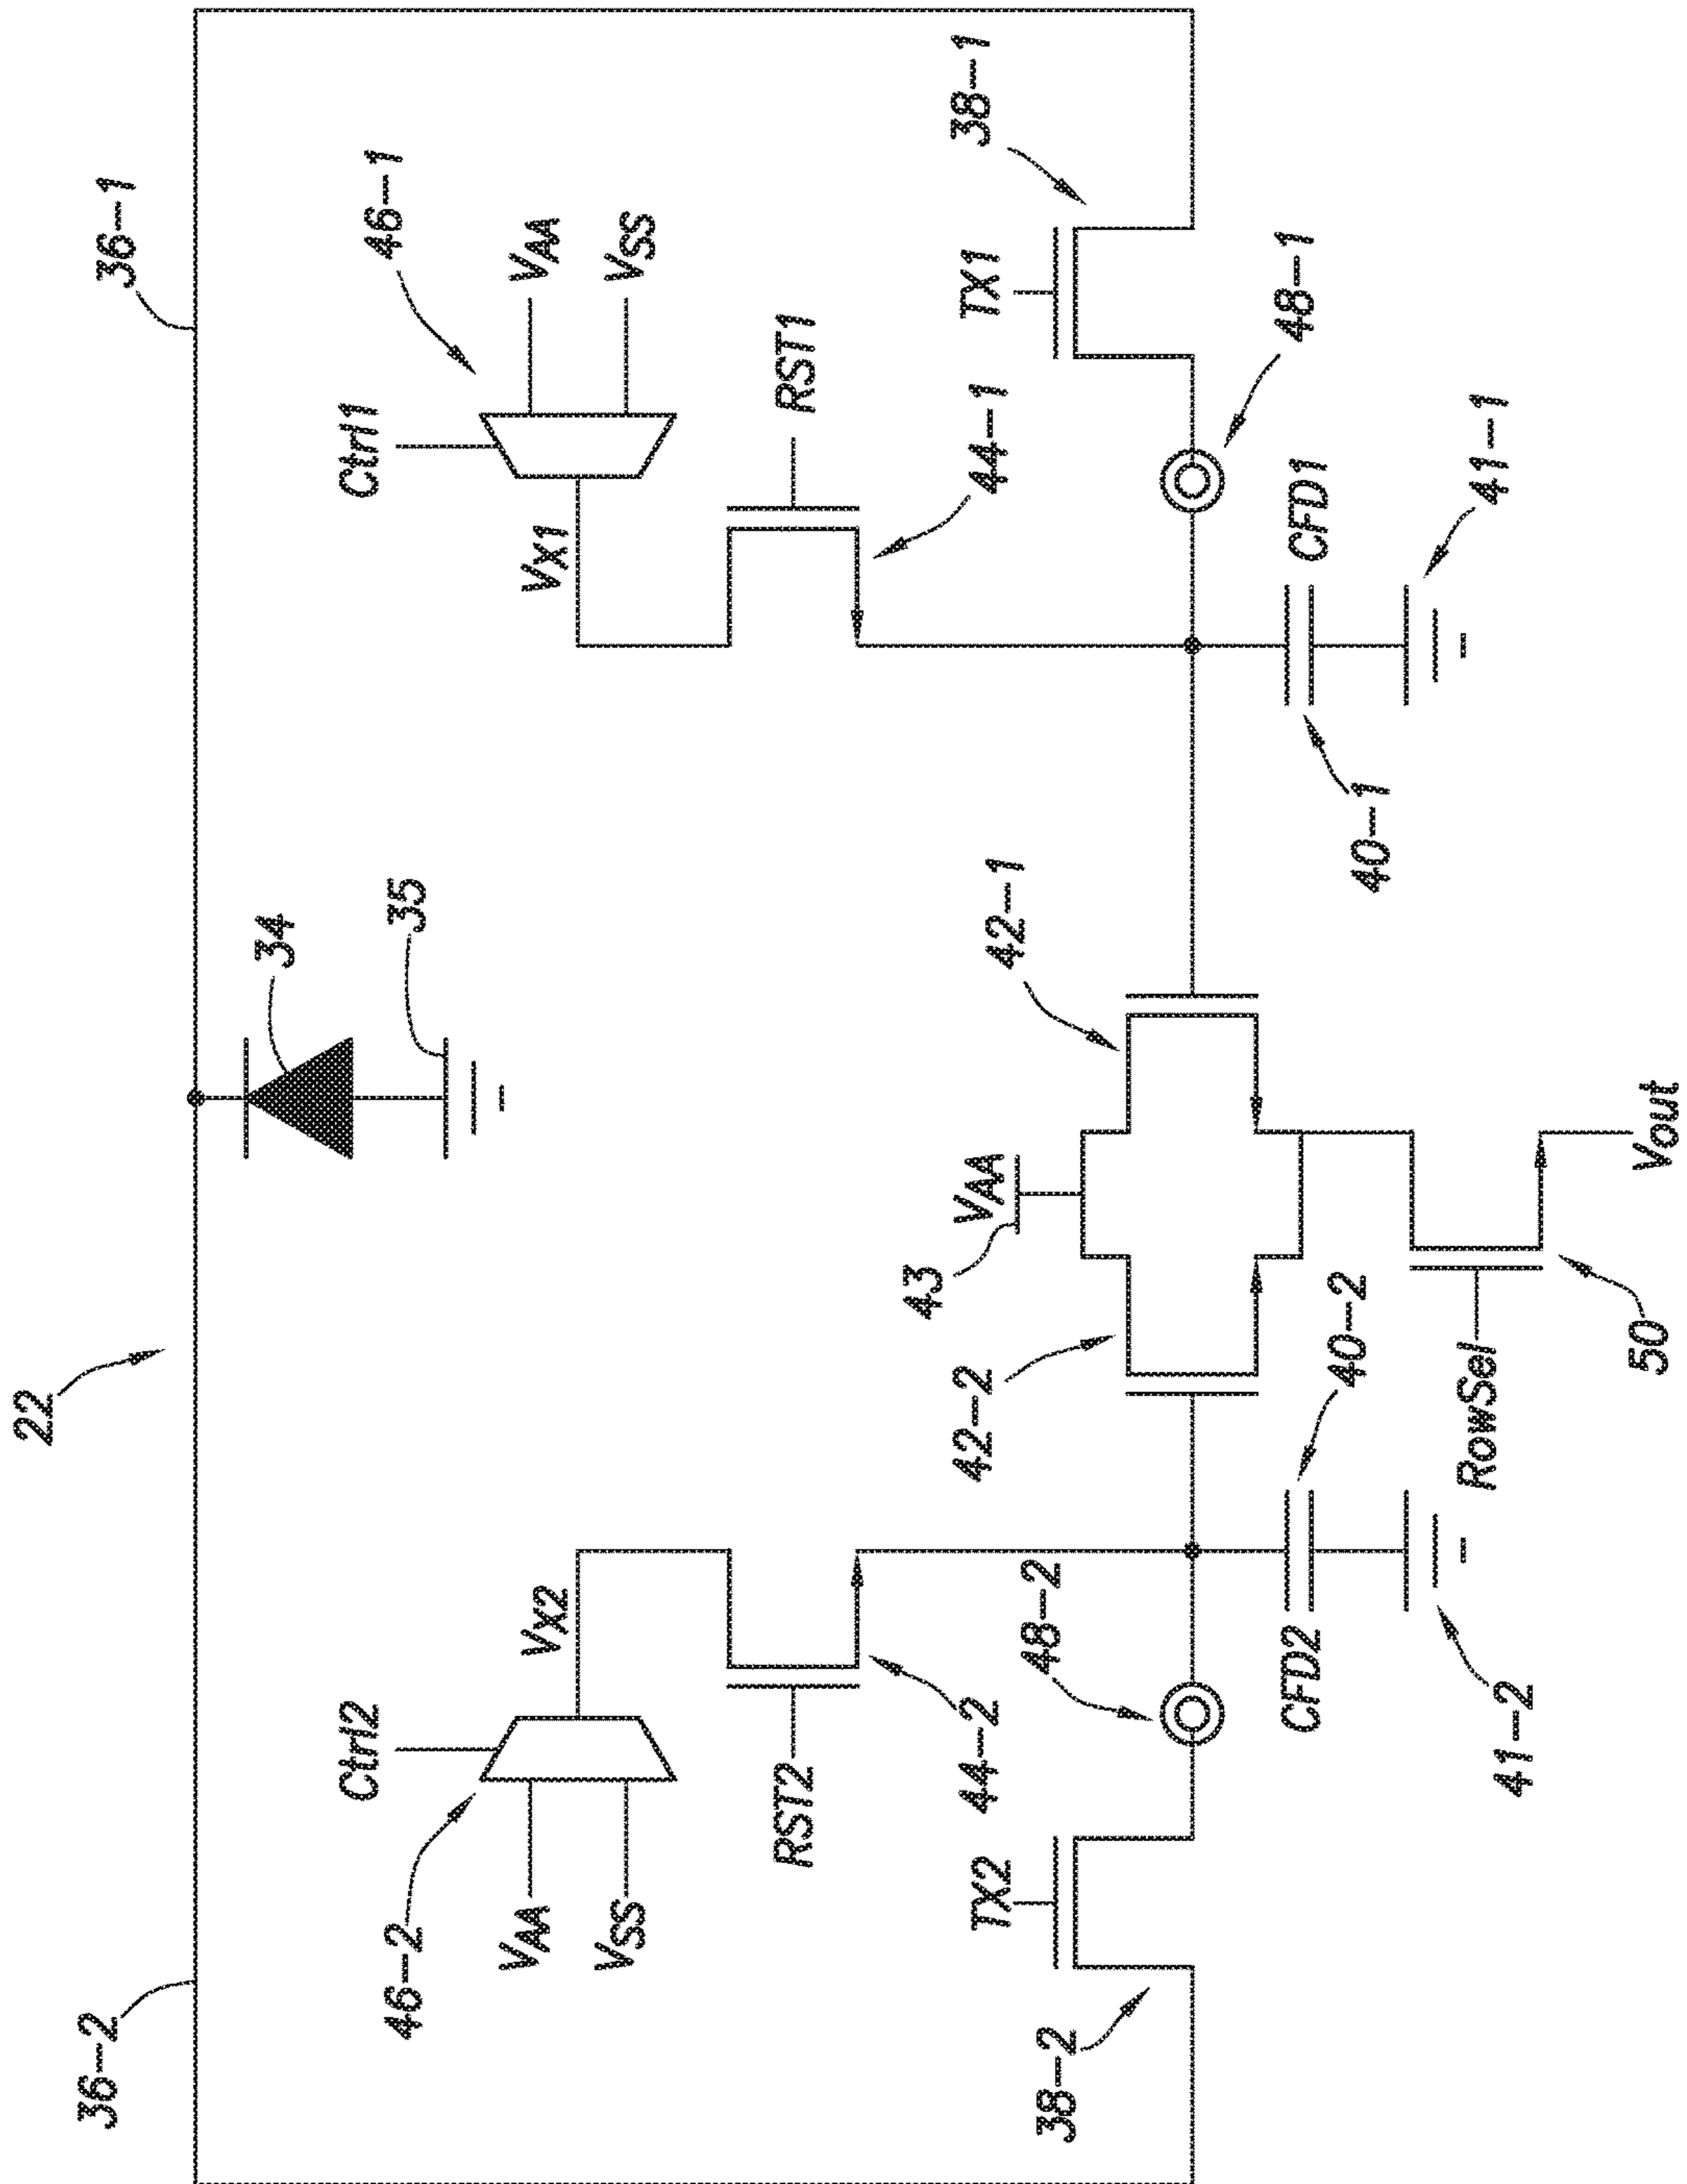 22
36-2
36-1
34
Ctrl2
Ctrl1
46-2
35
46-1
VAA
VX2
VX1
VAA
VSS
VSS
RST2
RST1
43
TX2
44-2
42-2
VAA
42-1
44-1
TX1
38-1
38-2
48-2
CFD2
CFD1
48-1
40-2
40-1
RowSel
41-2
41-1
50
Vout